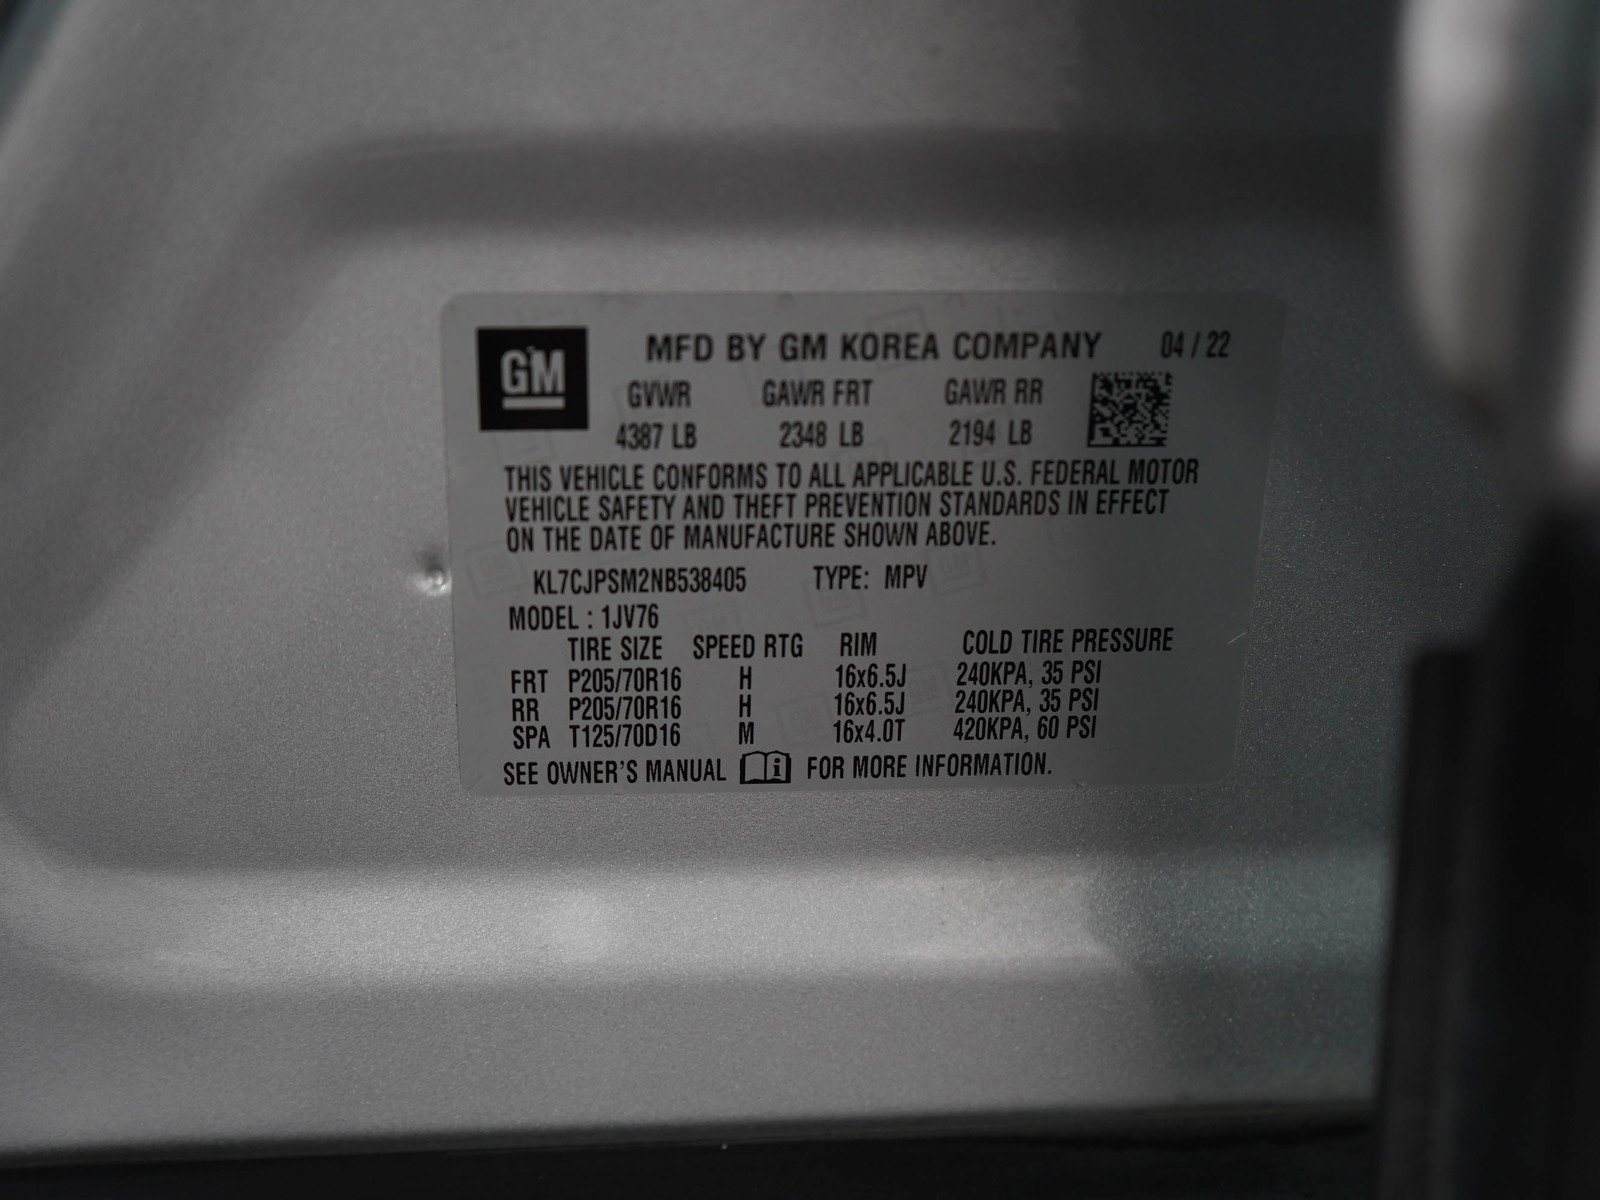 GM
MFD BY GM KOREA COMPANY 04 / 22
GVWR GAWR FRT GAWR RR
4387 LB 2348 LB 2194 LB
THIS VEHICLE CONFORMS TO ALL APPLICABLE U.S. FEDERAL MOTOR
VEHICLE SAFETY AND THEFT PREVENTION STANDARDS IN EFFECT
ON THE DATE OF MANUFACTURE SHOWN ABOVE.
KL7CJPSM2NB538405 TYPE: MPV
MODEL : 1JV76
TIRE SIZE SPEED RTG RIM COLD TIRE PRESSURE
FRT P205/70R16 H 16x6.5J 240KPA, 35 PSI
RR P205/70R16 H 16x6.5J 240KPA, 35 PSI
SPA T125/70D16 M 16x4.0T 420KPA, 60 PSI
SEE OWNER'S MANUAL i FOR MORE INFORMATION.